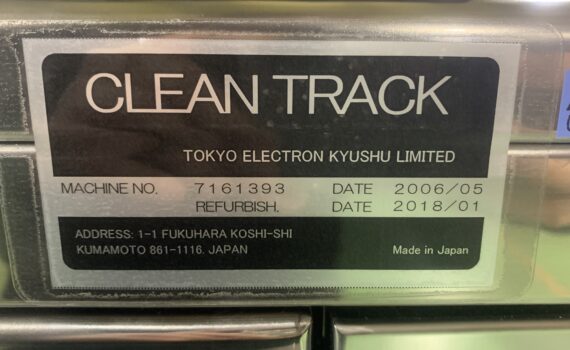 CLEAN TRACK
TOKYO ELECTRON KYUSHU LIMITED
MACHINE NO. 7161393 DATE 2006/05
REFURBISH. DATE 2018/01
ADDRESS: 1-1 FUKUHARA KOSHI-SHI
KUMAMOTO 861-1116. JAPAN
Made in Japan